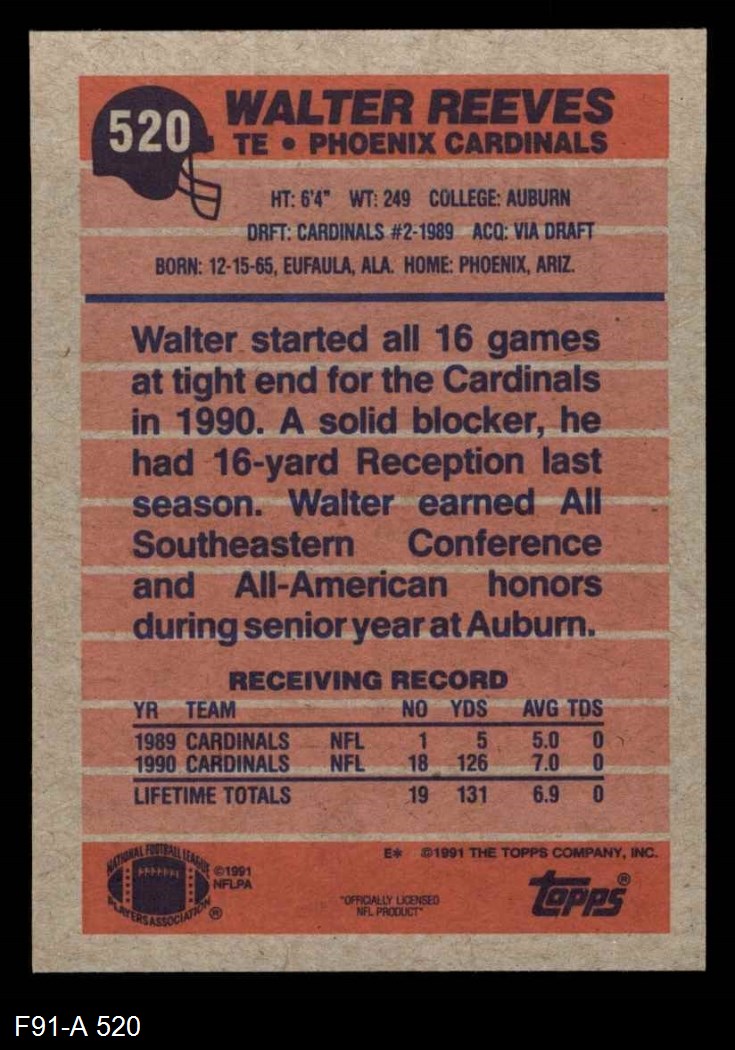 520
WALTER REEVES
TE • PHOENIX CARDINALS
HT: 6'4" WT: 249 COLLEGE: AUBURN
DRFT: CARDINALS #2-1989 ACQ: VIA DRAFT
BORN: 12-15-65, EUFAULA, ALA. HOME: PHOENIX, ARIZ.
Walter started all 16 games
at tight end for the Cardinals
in 1990. A solid blocker, he
had 16-yard Reception last
season. Walter earned All
Southeastern Conference
and All-American honors
during senior year at Auburn.
RECEIVING RECORD
YR TEAM NO YDS AVG TDS
1989 CARDINALS NFL 1 5 5.0 0
1990 CARDINALS NFL 18 126 7.0 0
LIFETIME TOTALS 19 131 6.9 0
NATIONAL FOOTBALL LEAGUE
PLAYERS ASSOCIATION ®
©1991
NFLPA
E* ©1991 THE TOPPS COMPANY, INC.
"OFFICIALLY LICENSED
NFL PRODUCT"
topps®
F91-A 520